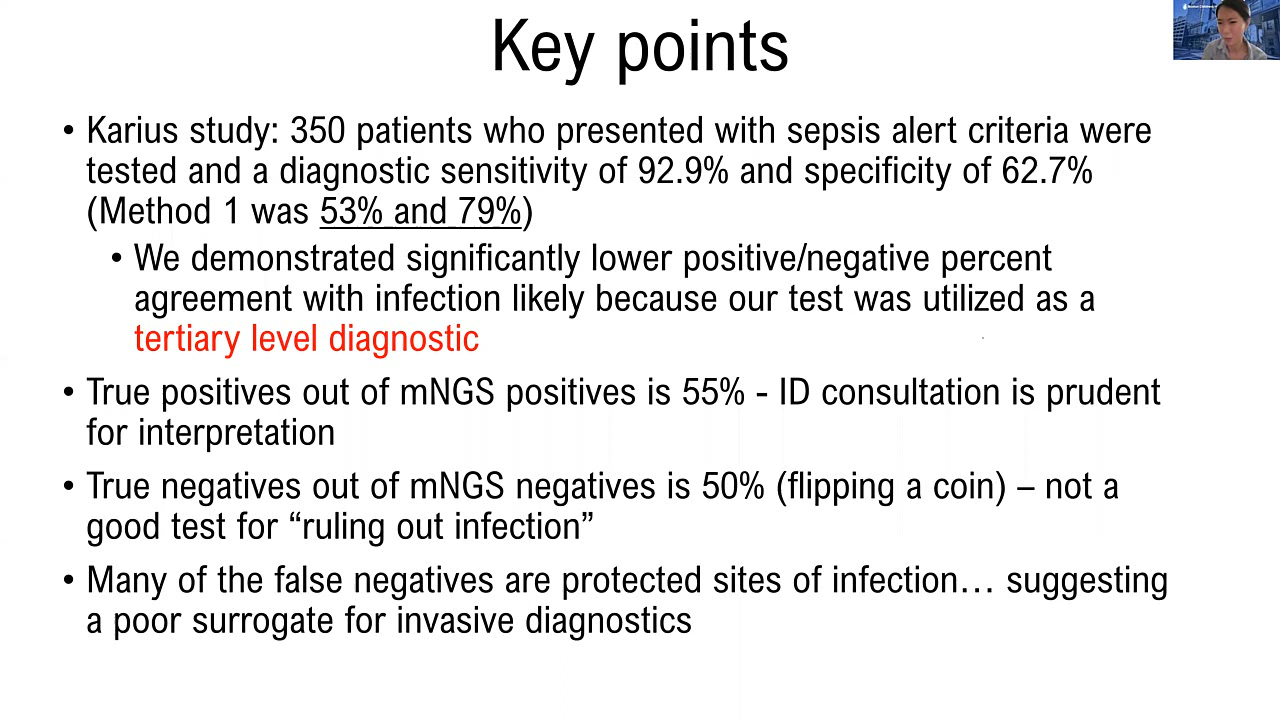 Key points
• Karius study: 350 patients who presented with sepsis alert criteria were
tested and a diagnostic sensitivity of 92.9% and specificity of 62.7%
(Method 1 was 53% and 79%)
• We demonstrated significantly lower positive/negative percent
agreement with infection likely because our test was utilized as a
tertiary level diagnostic
• True positives out of mNGS positives is 55% - ID consultation is prudent
for interpretation
• True negatives out of mNGS negatives is 50% (flipping a coin) – not a
good test for “ruling out infection”
• Many of the false negatives are protected sites of infection… suggesting
a poor surrogate for invasive diagnostics